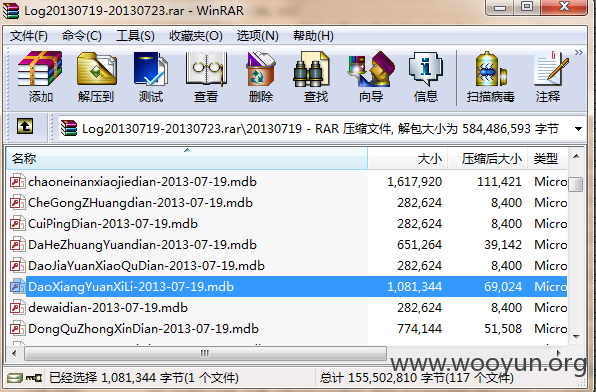 Log20130719-20130723.rar - WinRAR
文件(F) 命令(C) 工具(S) 收藏夹(O) 选项(N) 帮助(H)
添加 解压到 测试 查看 删除 查找 向导 信息 扫描病毒 注释
Log20130719-20130723.rar\20130719 - RAR 压缩文件, 解包大小为 584,486,593 字节
名称 大小 压缩后大小 类型
chaoneinanxiaojiedian-2013-07-19.mdb 1,617,920 111,421 Micro
CheGongZHuangdian-2013-07-19.mdb 282,624 8,400 Micro
CuiPingDian-2013-07-19.mdb 282,624 8,400 Micro
DaHeZhuangYuandian-2013-07-19.mdb 651,264 39,142 Micro
DaoJiaYuanXiaoQuDian-2013-07-19.mdb 282,624 8,400 Micro
DaoXiangYuanXiLi-2013-07-19.mdb 1,081,344 69,024 Micro
dewaidian-2013-07-19.mdb 282,624 8,400 Micro
DongQuZhongXinDian-2013-07-19.mdb 774,144 51,508 Micro
www.wooyun.org
已经选择 1,081,344 字节(1 个文件) 总计 155,502,810 字节(117 个文件)